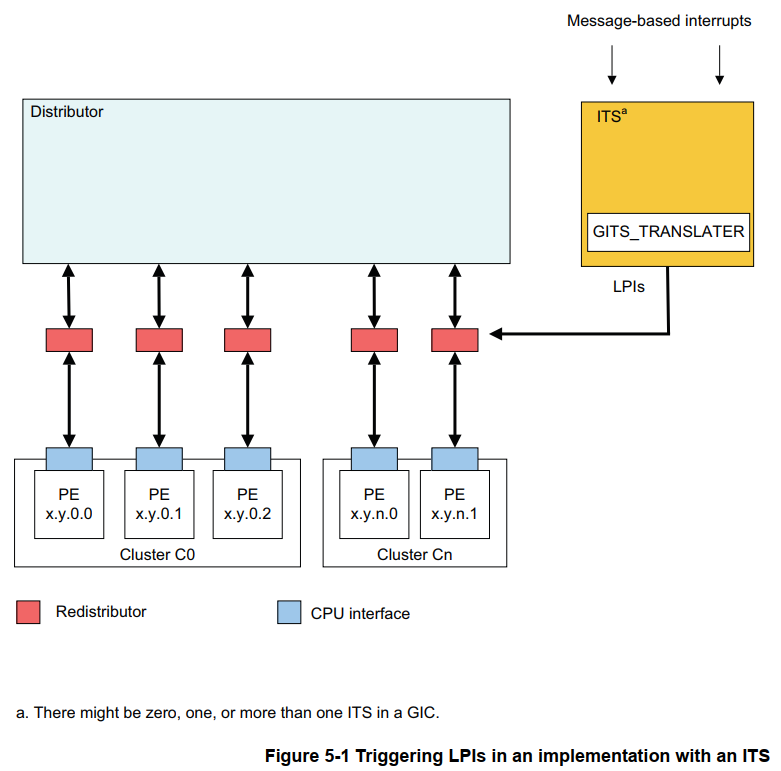 Message-based interrupts
Distributor
ITSa
GITS_TRANSLATER
LPIs
PE
x.y.0.0
PE
x.y.0.1
PE
x.y.0.2
PE
x.y.n.0
PE
x.y.n.1
Cluster C0
Cluster Cn
Redistributor
CPU interface
a. There might be zero, one, or more than one ITS in a GIC.
Figure 5-1 Triggering LPIs in an implementation with an ITS